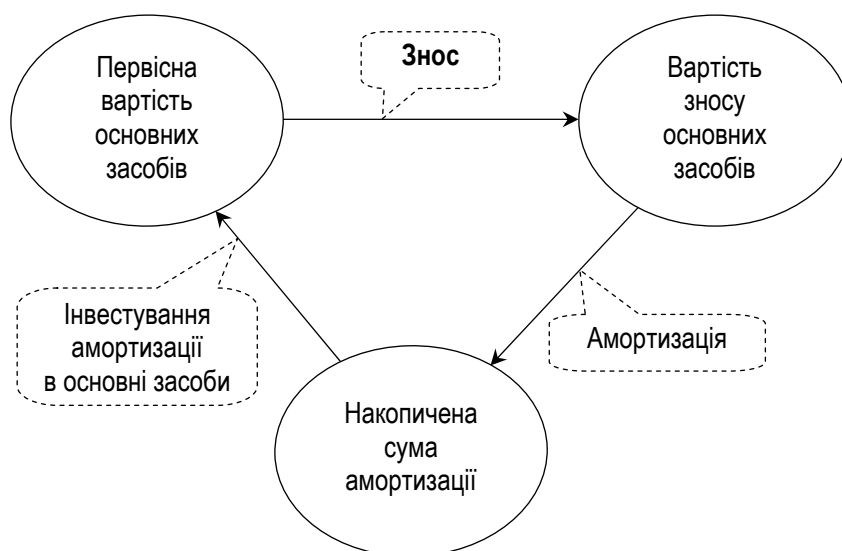 Первісна
вартість
основних
засобів
Знос
Вартість
зносу
основних
засобів
Інвестування
амортизації
в основні засоби
Амортизація
Накопичена
сума
амортизації